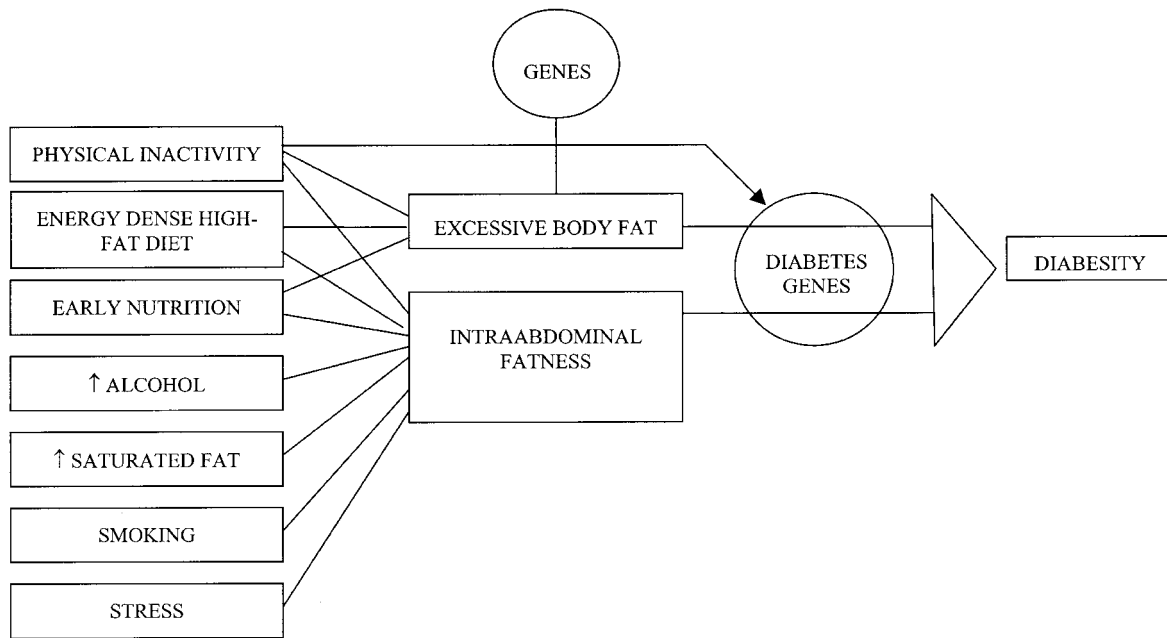 GENES
PHYSICAL INACTIVITY
ENERGY DENSE HIGH-
FAT DIET
EARLY NUTRITION
↑ ALCOHOL
↑ SATURATED FAT
SMOKING
STRESS
EXCESSIVE BODY FAT
INTRAABDOMINAL
FATNESS
DIABETES
GENES
DIABESITY